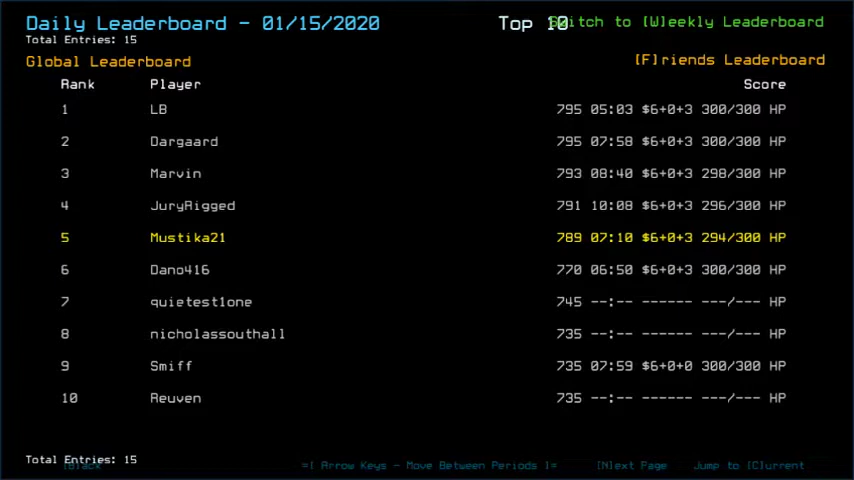 Daily Leaderboard - 01/15/2020 Top 10 Switch to [W]eekly Leaderboard
Total Entries: 15
Global Leaderboard [F]riends Leaderboard
Rank Player Score
1 LB 795 05:03 $6+0+3 300/300 HP
2 Dargaard 795 07:58 $6+0+3 300/300 HP
3 Marvin 793 08:40 $6+0+3 298/300 HP
4 JuryRigged 791 10:08 $6+0+3 296/300 HP
5 Mustika21 789 07:10 $6+0+3 294/300 HP
6 Dano416 770 06:50 $6+0+3 300/300 HP
7 quietest1one 745 --:-- ------ ---/--- HP
8 nicholassouthall 735 --:-- ------ ---/--- HP
9 Smiff 735 07:59 $6+0+0 300/300 HP
10 Reuven 735 --:-- ------ ---/--- HP
Total Entries: 15
[B]ack =[ Arrow Keys - Move Between Periods ]= [N]ext Page Jump to [C]urrent